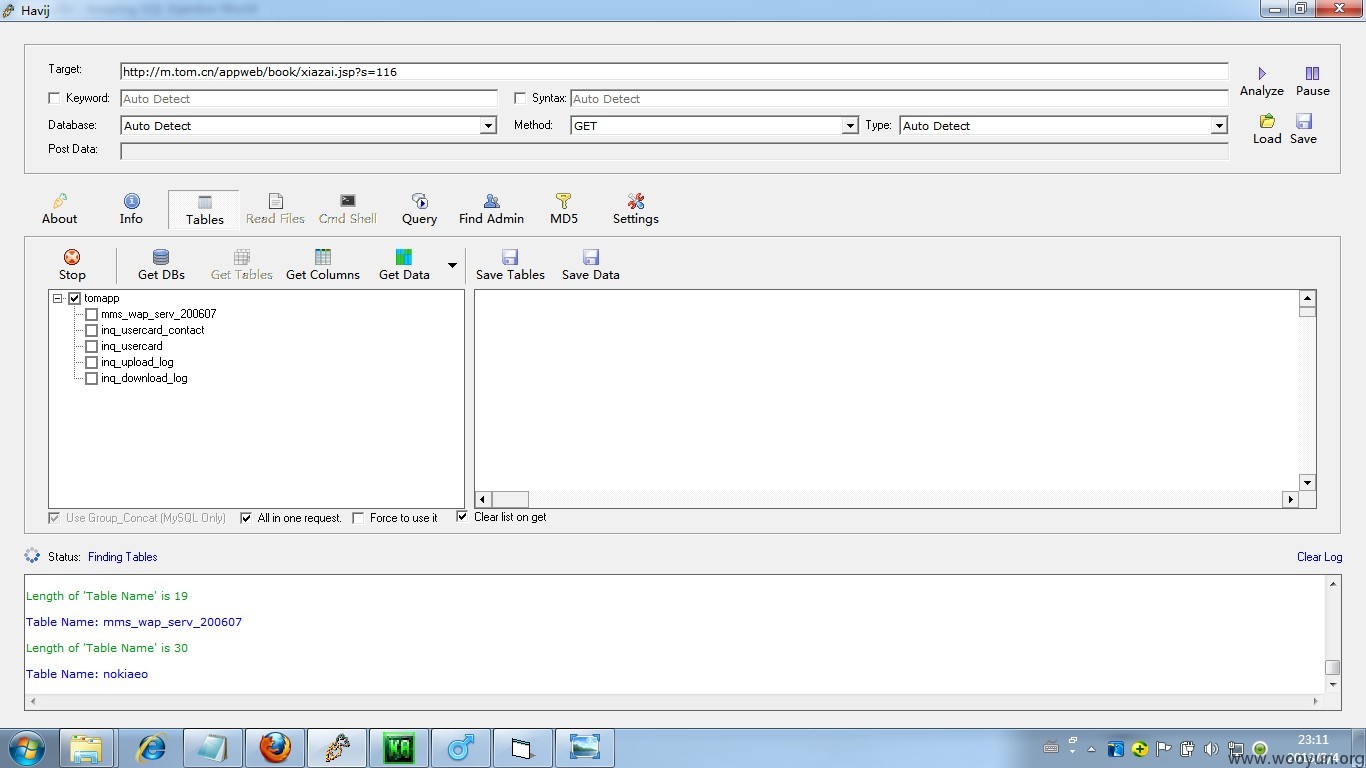 Havij
Target: http://m.tom.cn/appweb/book/xiazai.jsp?s=116
Analyze Pause
Keyword: Auto Detect Syntax: Auto Detect
Database: Auto Detect Method: GET Type: Auto Detect
Load Save
Post Data:
About Info Tables Read Files Cmd Shell Query Find Admin MD5 Settings
Stop Get DBs Get Tables Get Columns Get Data Save Tables Save Data
tomapp
mms_wap_serv_200607
inq_usercard_contact
inq_usercard
inq_upload_log
inq_download_log
Use Group_Concat (MySQL Only) All in one request. Force to use it Clear list on get
Status: Finding Tables Clear Log
Length of 'Table Name' is 19
Table Name: mms_wap_serv_200607
Length of 'Table Name' is 30
Table Name: nokiaeo
23:11
www.wooyun.org